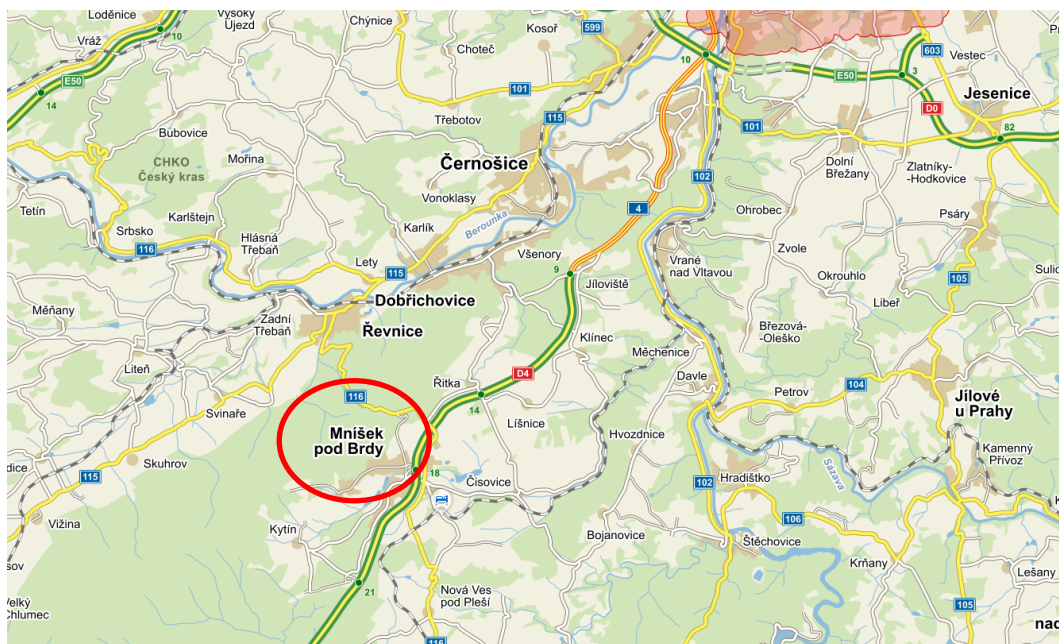 Loděnice
Vysoký
Újezd
Chýnice
Kosoř
599
603
Vestec
Vráž
10
Choteč
10
E50
3
E50
14
101
D0
Jesenice
Třebotov
115
101
82
Bubovice
CHKO
Český kras
Mořina
Černošice
Dolní
Břežany
Zlatníky-
-Hodkovice
102
Vonoklasy
Tetín
Karlštejn
4
Ohrobec
Psáry
Srbsko
Karlík
Berounka
116
Hlásná
Třebaň
Všenory
Zvole
Lety
115
9
Vrané
nad Vltavou
Jíloviště
Okrouhlo
105
Dobřichovice
Libeř
Měňany
Zadní
Třebaň
Řevnice
Klínec
Březová-
-Oleško
Měchenice
Liteň
D4
Davle
Řitka
Petrov
104
116
14
Jílové
u Prahy
Svinaře
Líšnice
Mníšek
pod Brdy
Hvozdnice
Kamenný
Přívoz
Skuhrov
18
Sázava
115
Čisovice
102
Hradištko
Vižina
106
Kytín
Bojanovice
Štěchovice
Krňany
21
Nová Ves
pod Pleší
Lešany
105
116